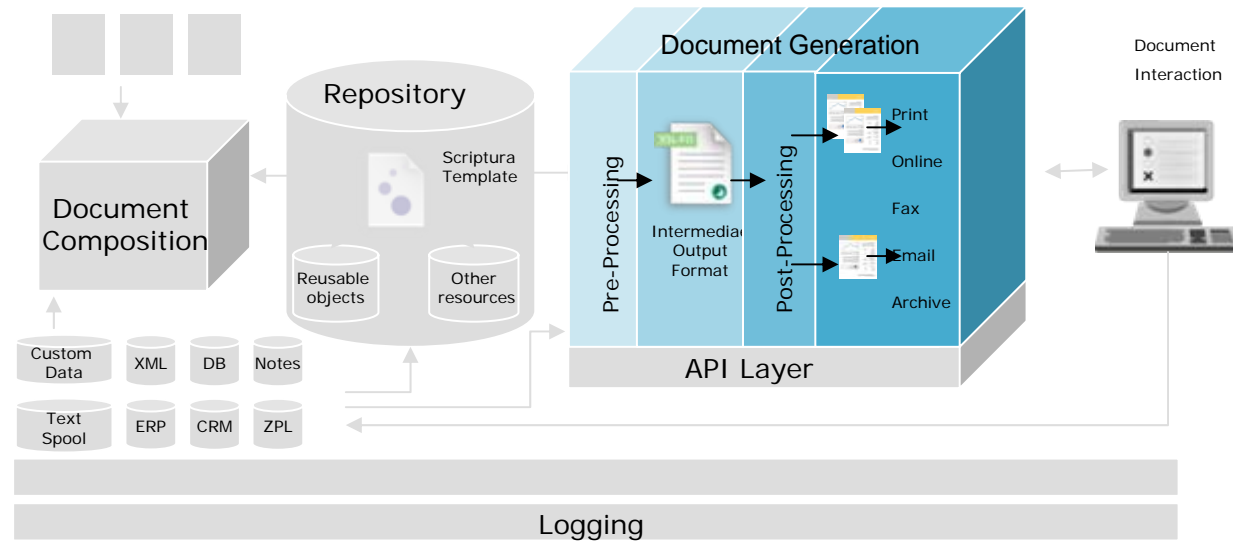 Document Generation
Document
Interaction
Repository
Scriptura
Template
Document
Composition
Reusable
objects
Other
resources
Pre-Processing
Intermediac
Output
Format
Post-Processing
Print
Online
Fax
Email
Archive
API Layer
Custom
Data
XML
DB
Notes
Text
Spool
ERP
CRM
ZPL
Logging